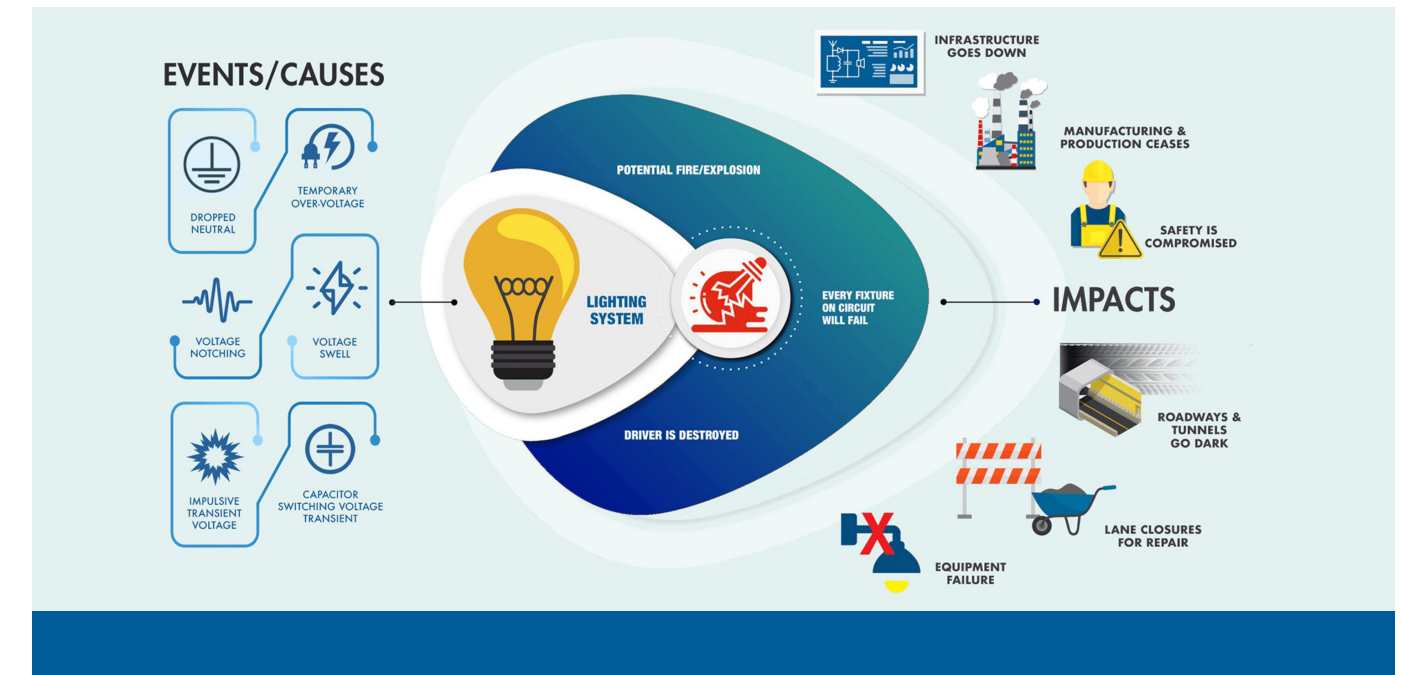 EVENTS/CAUSES
DROPPED
NEUTRAL
TEMPORARY
OVER-VOLTAGE
VOLTAGE
NOTCHING
VOLTAGE
SWELL
IMPULSIVE
TRANSIENT
VOLTAGE
CAPACITOR
SWITCHING VOLTAGE
TRANSIENT
LIGHTING
SYSTEM
POTENTIAL FIRE/EXPLOSION
EVERY FIXTURE
ON CIRCUIT
WILL FAIL
DRIVER IS DESTROYED
INFRASTRUCTURE
GOES DOWN
MANUFACTURING &
PRODUCTION CEASES
SAFETY IS
COMPROMISED
IMPACTS
ROADWAYS &
TUNNELS
GO DARK
LANE CLOSURES
FOR REPAIR
EQUIPMENT
FAILURE